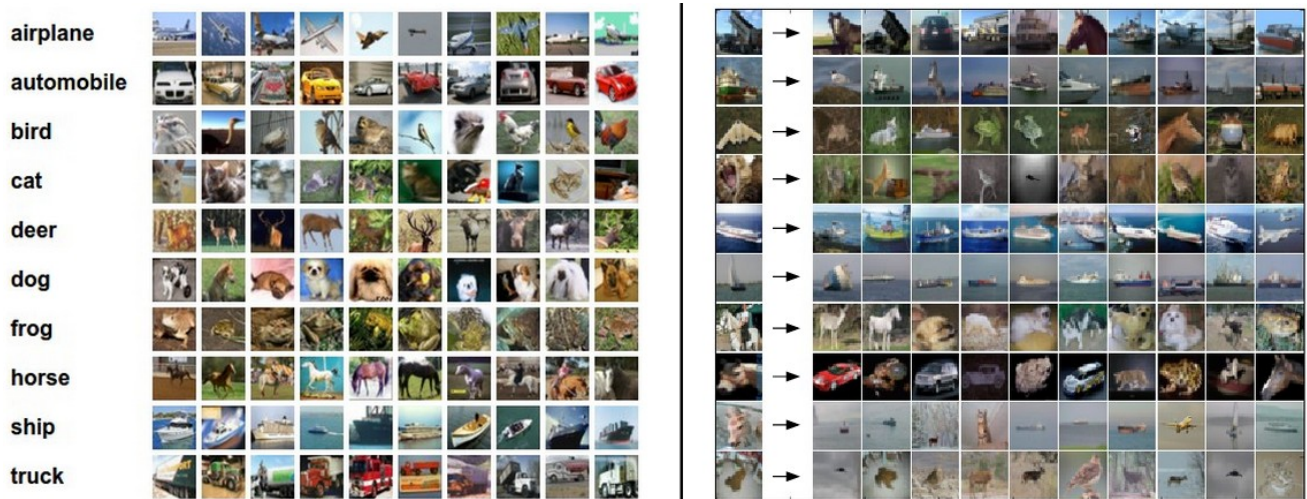 airplane
automobile
bird
cat
deer
dog
frog
horse
ship
truck